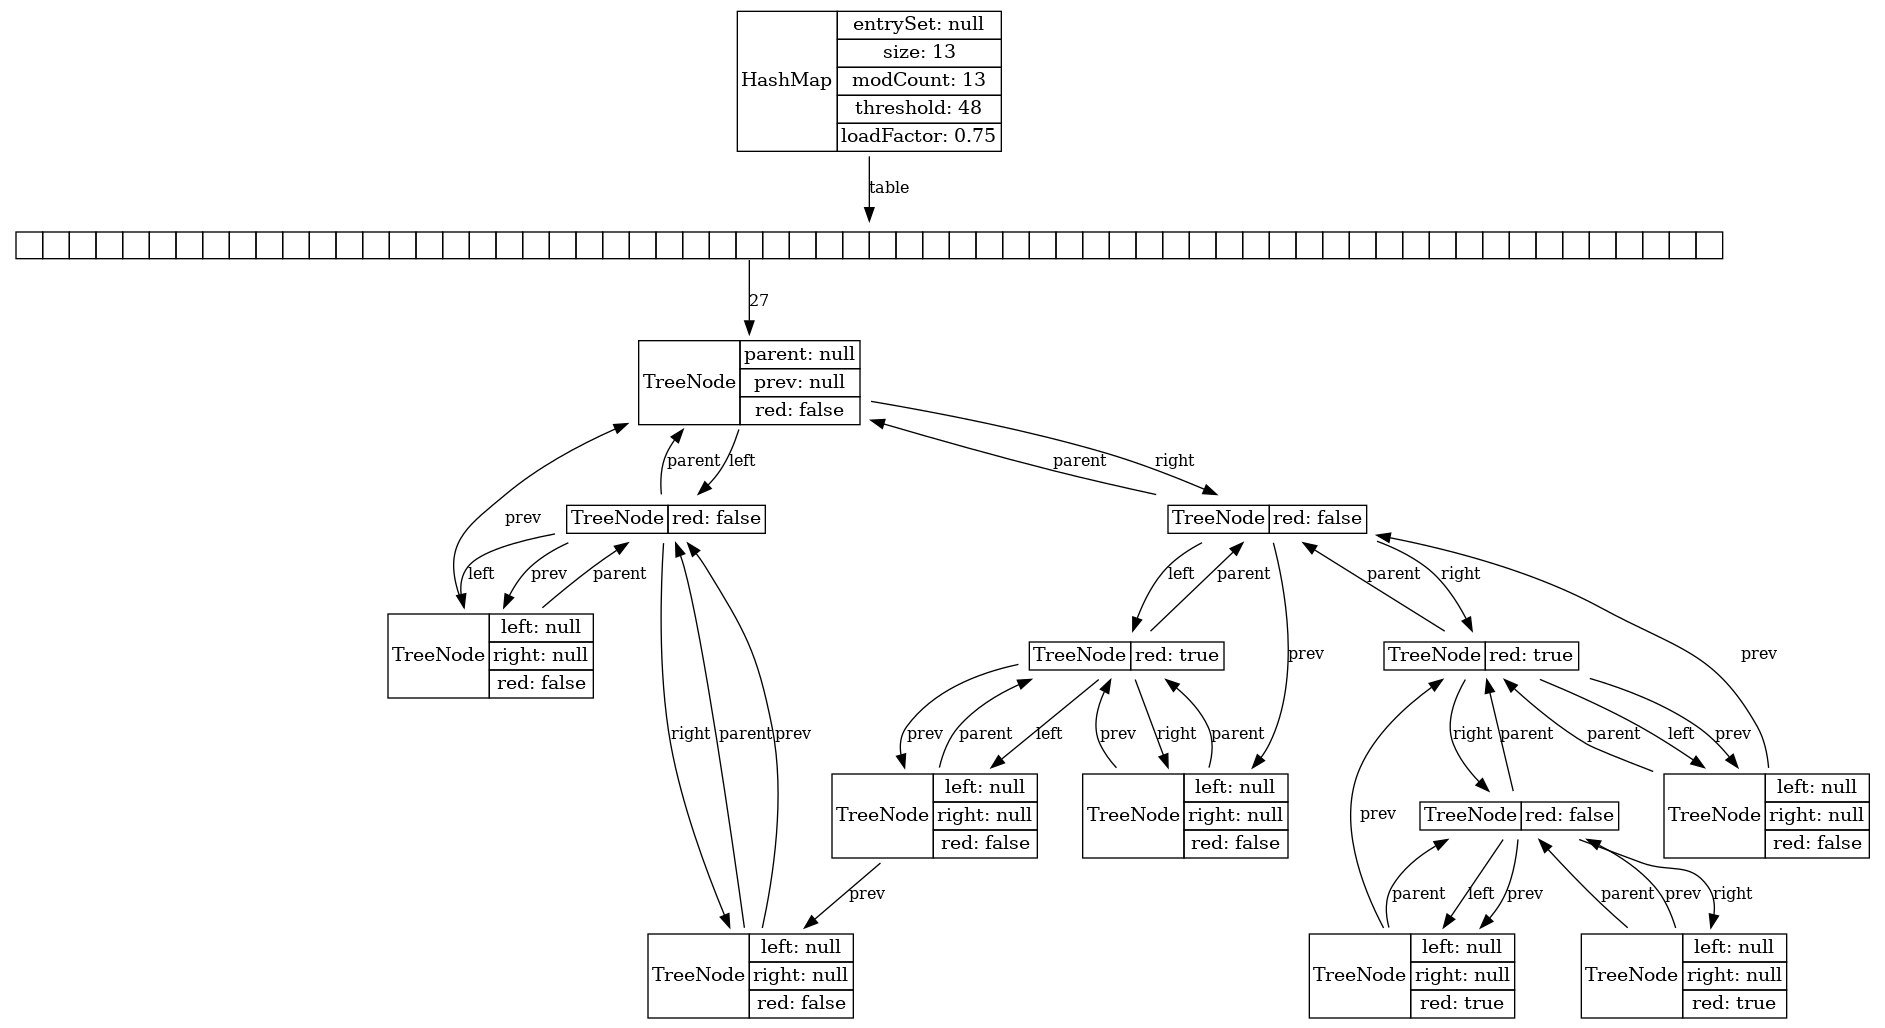 HashMap
entrySet: null
size: 13
modCount: 13
threshold: 48
loadFactor: 0.75
table
27
TreeNode
parent: null
prev: null
red: false
parent
left
parent
right
prev
TreeNode
red: false
TreeNode
red: false
left
prev
parent
left
parent
parent
right
TreeNode
left: null
right: null
red: false
TreeNode
red: true
prev
TreeNode
red: true
prev
right
parent
prev
prev
parent
left
prev
right
parent
right
parent
parent
left
prev
TreeNode
left: null
right: null
red: false
TreeNode
left: null
right: null
red: false
prev
TreeNode
red: false
TreeNode
left: null
right: null
red: false
prev
parent
left
prev
parent
prev
right
TreeNode
left: null
right: null
red: false
TreeNode
left: null
right: null
red: true
TreeNode
left: null
right: null
red: true